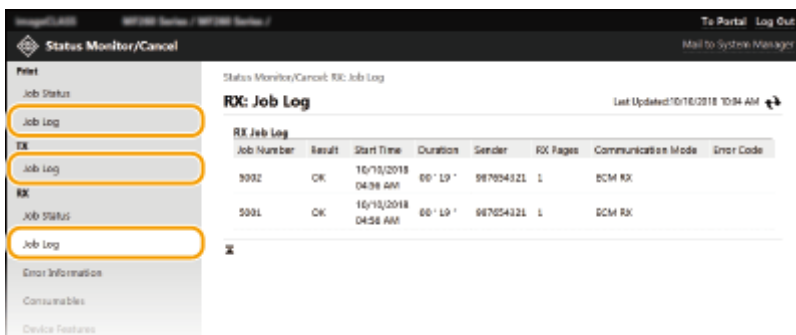 To Portal Log Out
Status Monitor/Cancel
Mail to System Manager
Print
Job Status
Job Log
TX
Job Log
RX
Job Status
Job Log
Error Information
Consumables
Device Features
Status Monitor/Cancel: RX: Job Log
RX: Job Log
Last Updated:10/10/2018 10:04 AM
RX Job Log
Job Number Result Start Time Duration Sender RX Pages Communication Mode Error Code
5002 OK 10/10/2018 04:56 AM 00 ' 19 " 987654321 1 ECM RX
5001 OK 10/10/2018 04:56 AM 00 ' 19 " 987654321 1 ECM RX